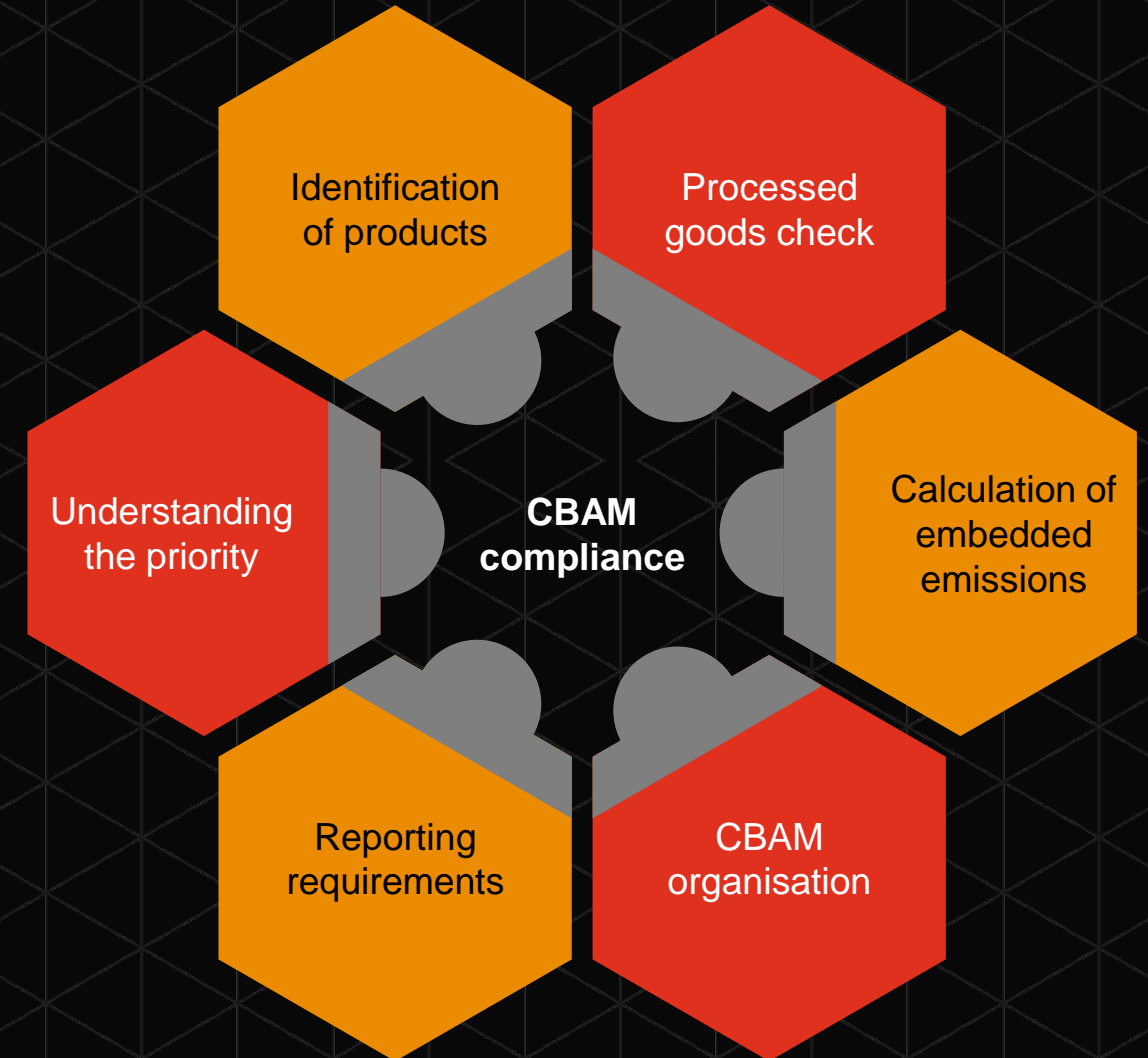 Identification
of products
Processed
goods check
Understanding
the priority
CBAM
compliance
Calculation of
embedded
emissions
Reporting
requirements
CBAM
organisation